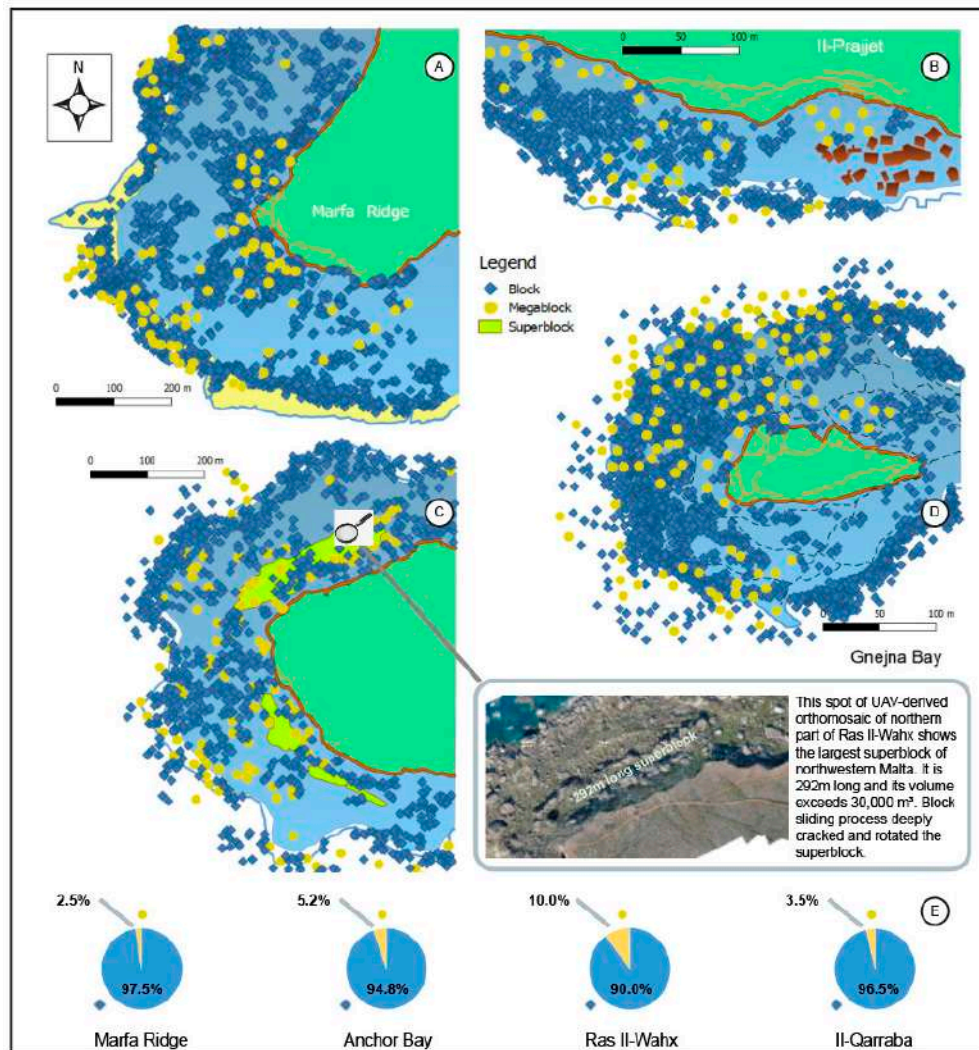 N
A
Marfa Ridge
0 100 200 m
0 50 100 m
Il-Prajjet
B
Legend
Block
Megablock
Superblock
0 100 200 m
C
D
0 50 100 m
Gnejna Bay
292m long superblock
This spot of UAV-derived
orthomosaic of northern
part of Ras Il-Wahx shows
the largest superblock of
northwestern Malta. It is
292m long and its volume
exceeds 30,000 m³. Block
sliding process deeply
cracked and rotated the
superblock.
E
2.5%
97.5%
Marfa Ridge
5.2%
94.8%
Anchor Bay
10.0%
90.0%
Ras Il-Wahx
3.5%
96.5%
Il-Qarraba